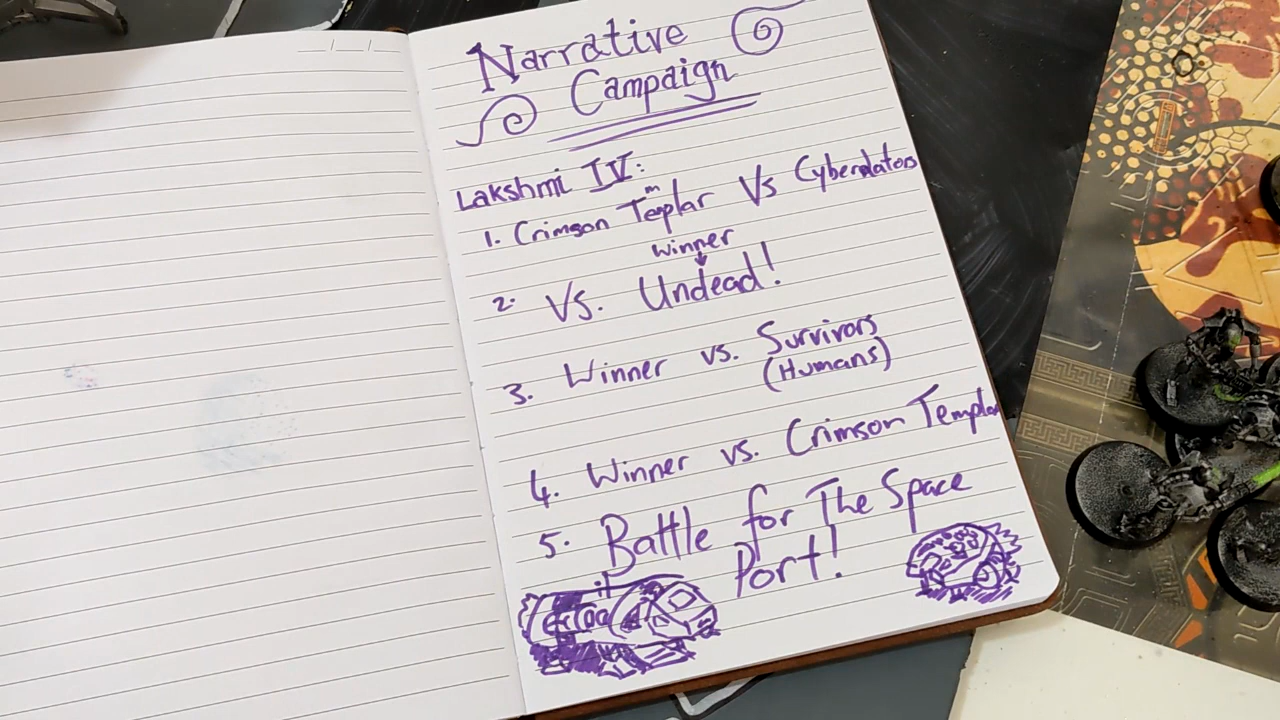 Narrative
Campaign
Lakshmi IV:
1. Crimson Templar Vs Cyberdators
winner
2. Vs. Undead!
3. Winner vs. Survivors
(Humans)
4. Winner vs. Crimson Templar
5. Battle for The Space
Port!